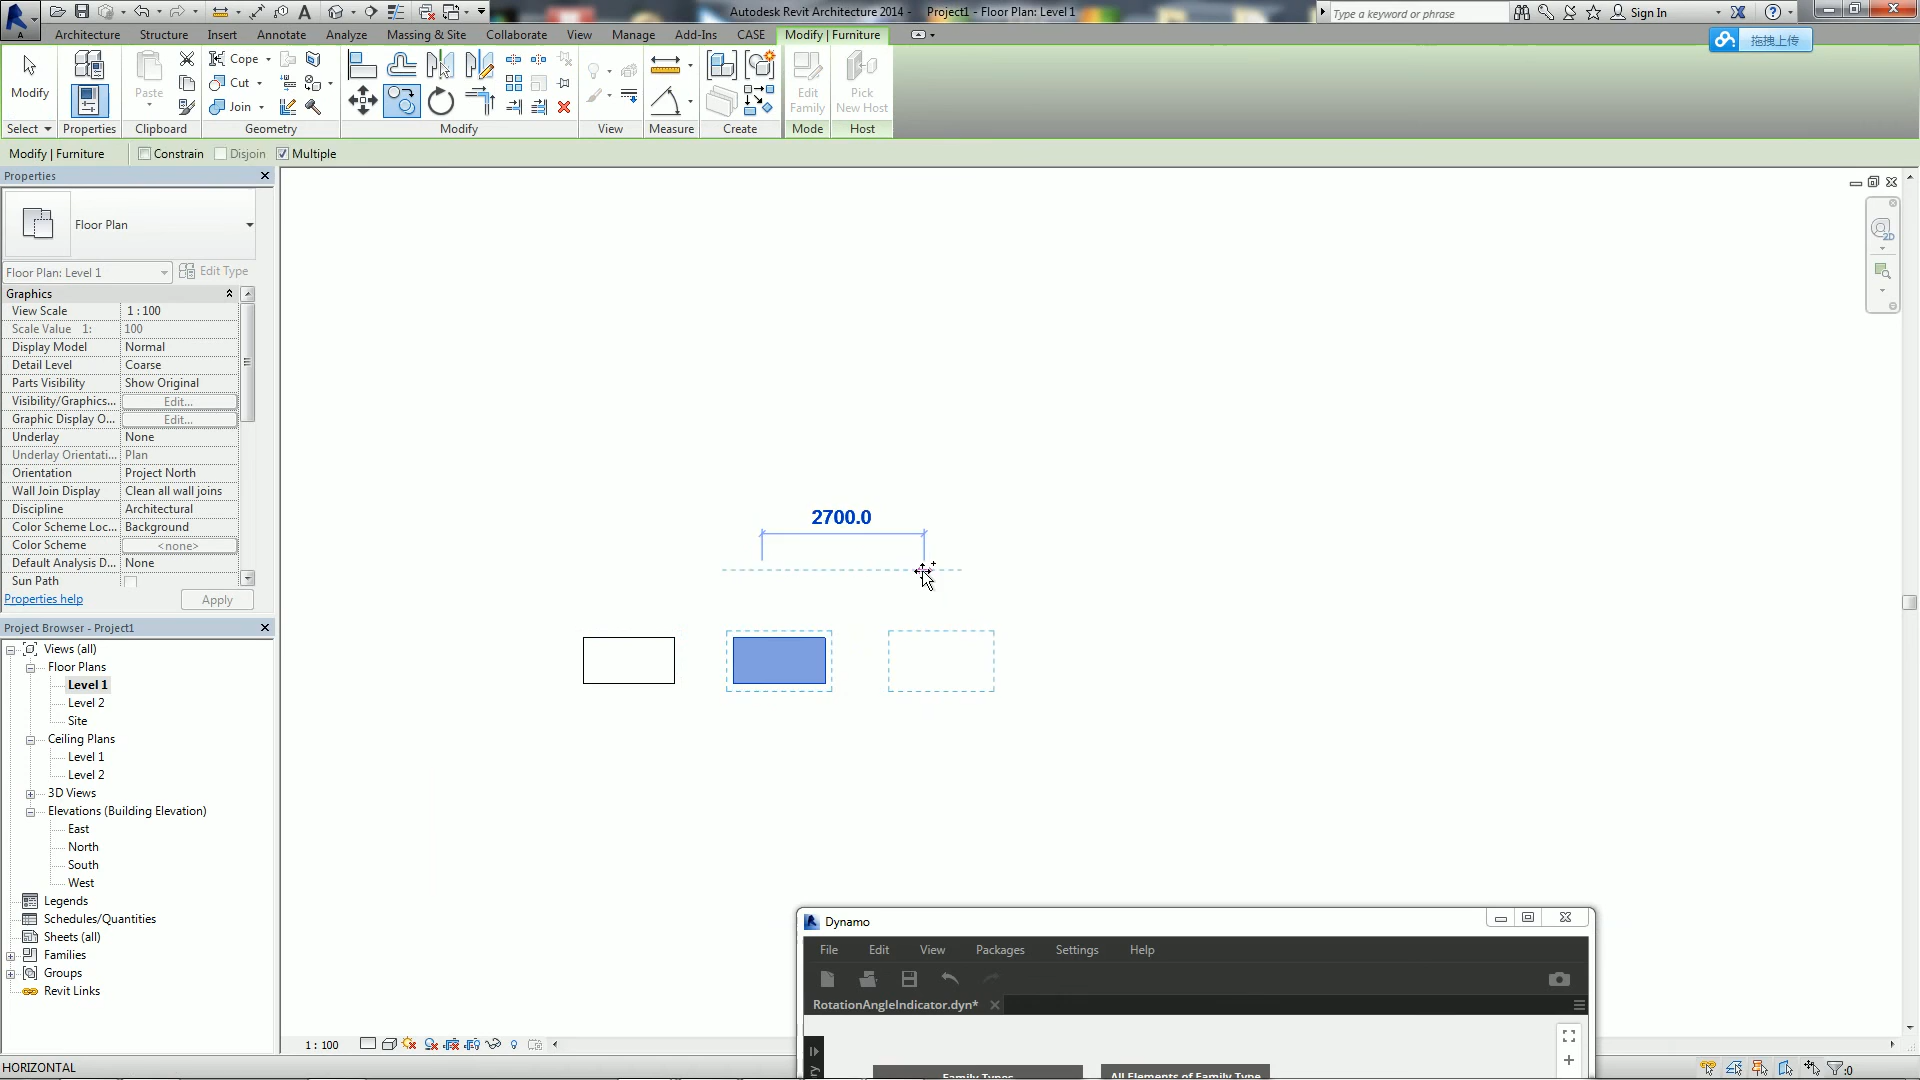 Autodesk Revit Architecture 2014 -     Project1 - Floor Plan: Level 1
Type a keyword or phrase
Sign In
Architecture
Structure
Insert
Annotate
Analyze
Massing & Site
Collaborate
View
Manage
Add-Ins
CASE
Modify | Furniture
拖拽上传
Modify
Paste
Cope
Cut
Join
Edit
Family
Pick
New Host
Select
Properties
Clipboard
Geometry
Modify
View
Measure
Create
Mode
Host
Modify | Furniture
Constrain
Disjoin
Multiple
Properties
Floor Plan
Floor Plan: Level 1
Edit Type
Graphics
View Scale 1 : 100
Scale Value 1: 100
Display Model Normal
Detail Level Coarse
Parts Visibility Show Original
Visibility/Graphics... Edit...
Graphic Display O... Edit...
Underlay None
Underlay Orientati... Plan
Orientation Project North
Wall Join Display Clean all wall joins
Discipline Architectural
Color Scheme Loc... Background
Color Scheme <none>
Default Analysis D... None
Sun Path
Properties help
Apply
Project Browser - Project1
Views (all)
Floor Plans
Level 1
Level 2
Site
Ceiling Plans
Level 1
Level 2
3D Views
Elevations (Building Elevation)
East
North
South
West
Legends
Schedules/Quantities
Sheets (all)
Families
Groups
Revit Links
2700.0
2D
Dynamo
File
Edit
View
Packages
Settings
Help
RotationAngleIndicator.dyn*
Family Types
All Elements of Family Type
1 : 100
HORIZONTAL
:0